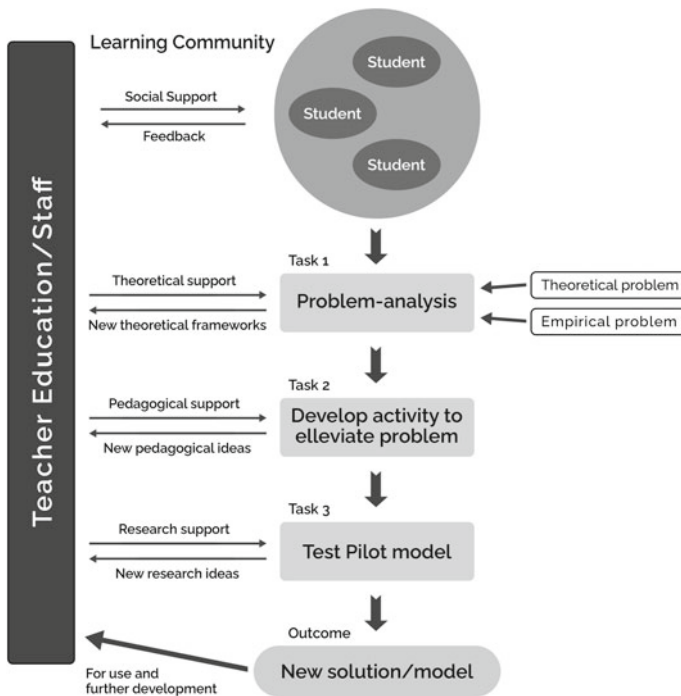 Learning Community
Teacher Education/Staff
Student
Student
Student
Social Support
Feedback
Task 1
Theoretical support
New theoretical frameworks
Problem-analysis
Theoretical problem
Empirical problem
Task 2
Pedagogical support
New pedagogical ideas
Develop activity to
elleviate problem
Task 3
Research support
New research ideas
Test Pilot model
Outcome
New solution/model
For use and
further development